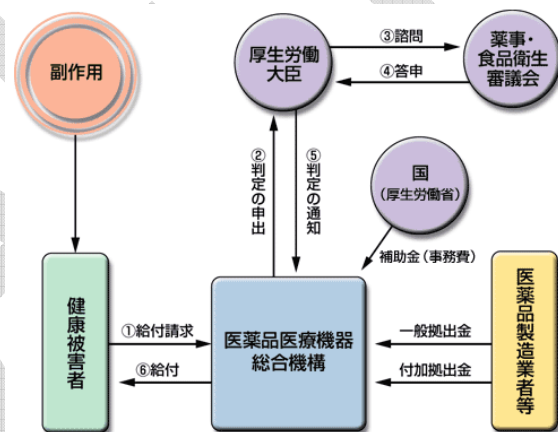 副作用
厚生労働
大臣
③諮問
④答申
薬事・
食品衛生
審議会
②判定の申出
⑤判定の通知
国
(厚生労働省)
補助金(事務費)
健康被害者
①給付請求
⑥給付
医薬品医療機器
総合機構
一般拠出金
付加拠出金
医薬品製造業者等